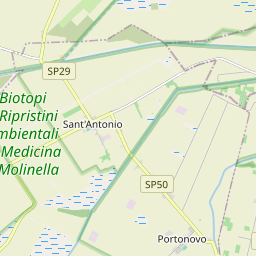 SP29
Biotopi
Ripristini
mbientali
Medicina
Molinella
Sant'Antonio
SP50
Portonovo